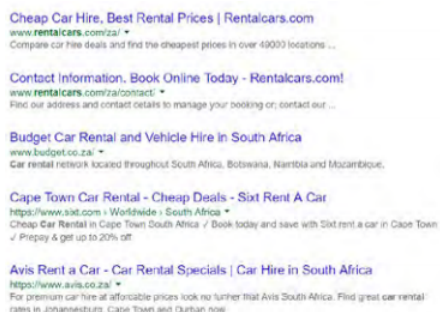 Cheap Car Hire, Best Rental Prices | Rentalcars.com
www.rentalcars.com/za/
Compare car hire deals and find the cheapest prices in over 49000 locations ...
Contact Information. Book Online Today - Rentalcars.com!
www.rentalcars.com/za/contact/
Find our address and contact details to manage your booking or; contact our ...
Budget Car Rental and Vehicle Hire in South Africa
www.budget.co.za/
Car rental network located throughout South Africa, Botswana, Namibia and Mozambique.
Cape Town Car Rental - Cheap Deals - Sixt Rent A Car
https://www.sixt.com › Worldwide › South Africa
Cheap Car Rental in Cape Town South Africa √ Book today and save with Sixt rent a car in Cape Town
√ Prepay & get up to 20% off
Avis Rent a Car - Car Rental Specials | Car Hire in South Africa
https://www.avis.co.za/
For premium car hire at affordable prices look no further that Avis South Africa. Find great car rental
rates in Johannesburg, Cape Town and Durban now